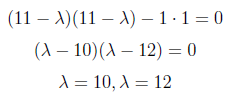 (11 − λ)(11 − λ) − 1 · 1 = 0
(λ − 10)(λ − 12) = 0
λ = 10, λ = 12